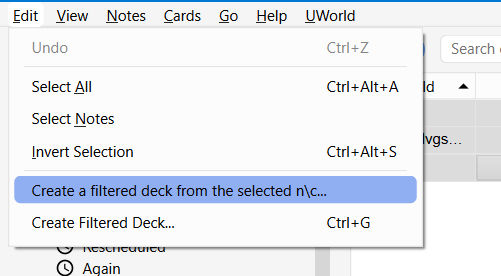 Edit View Notes Cards Go Help UWorld
Undo Ctrl+Z
Search
Select All Ctrl+Alt+A
ld
Select Notes
lvgs...
Invert Selection Ctrl+Alt+S
Create a filtered deck from the selected n\c...
Create Filtered Deck... Ctrl+G
Rescheduled
Again